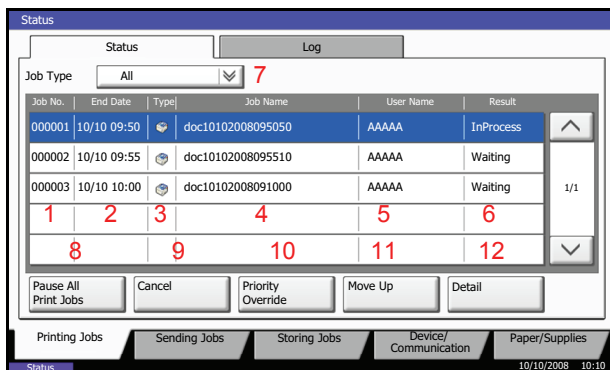 Status
Status Log
Job Type All 7
Job No. End Date Type Job Name User Name Result
000001 10/10 09:50 doc10102008095050 AAAAA InProcess
000002 10/10 09:55 doc10102008095510 AAAAA Waiting
000003 10/10 10:00 doc10102008091000 AAAAA Waiting
1/1
1 2 3 4 5 6
8 9 10 11 12
Pause All Print Jobs Cancel Priority Override Move Up Detail
Printing Jobs Sending Jobs Storing Jobs Device/ Communication Paper/Supplies
Status 10/10/2008 10:10